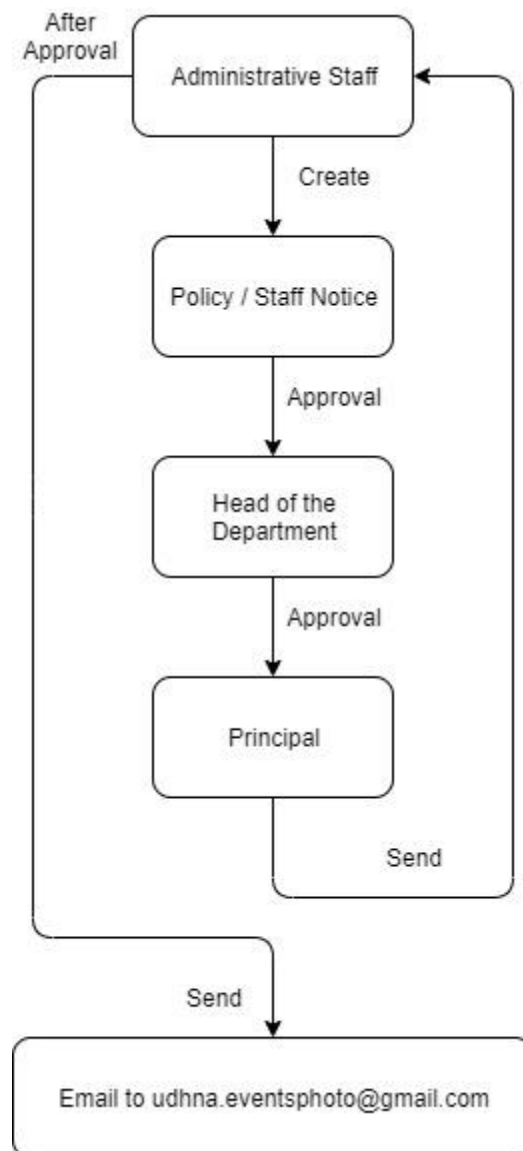 After
Approval
Administrative Staff
Create
Policy / Staff Notice
Approval
Head of the
Department
Approval
Principal
Send
Send
Email to udhna.eventsphoto@gmail.com